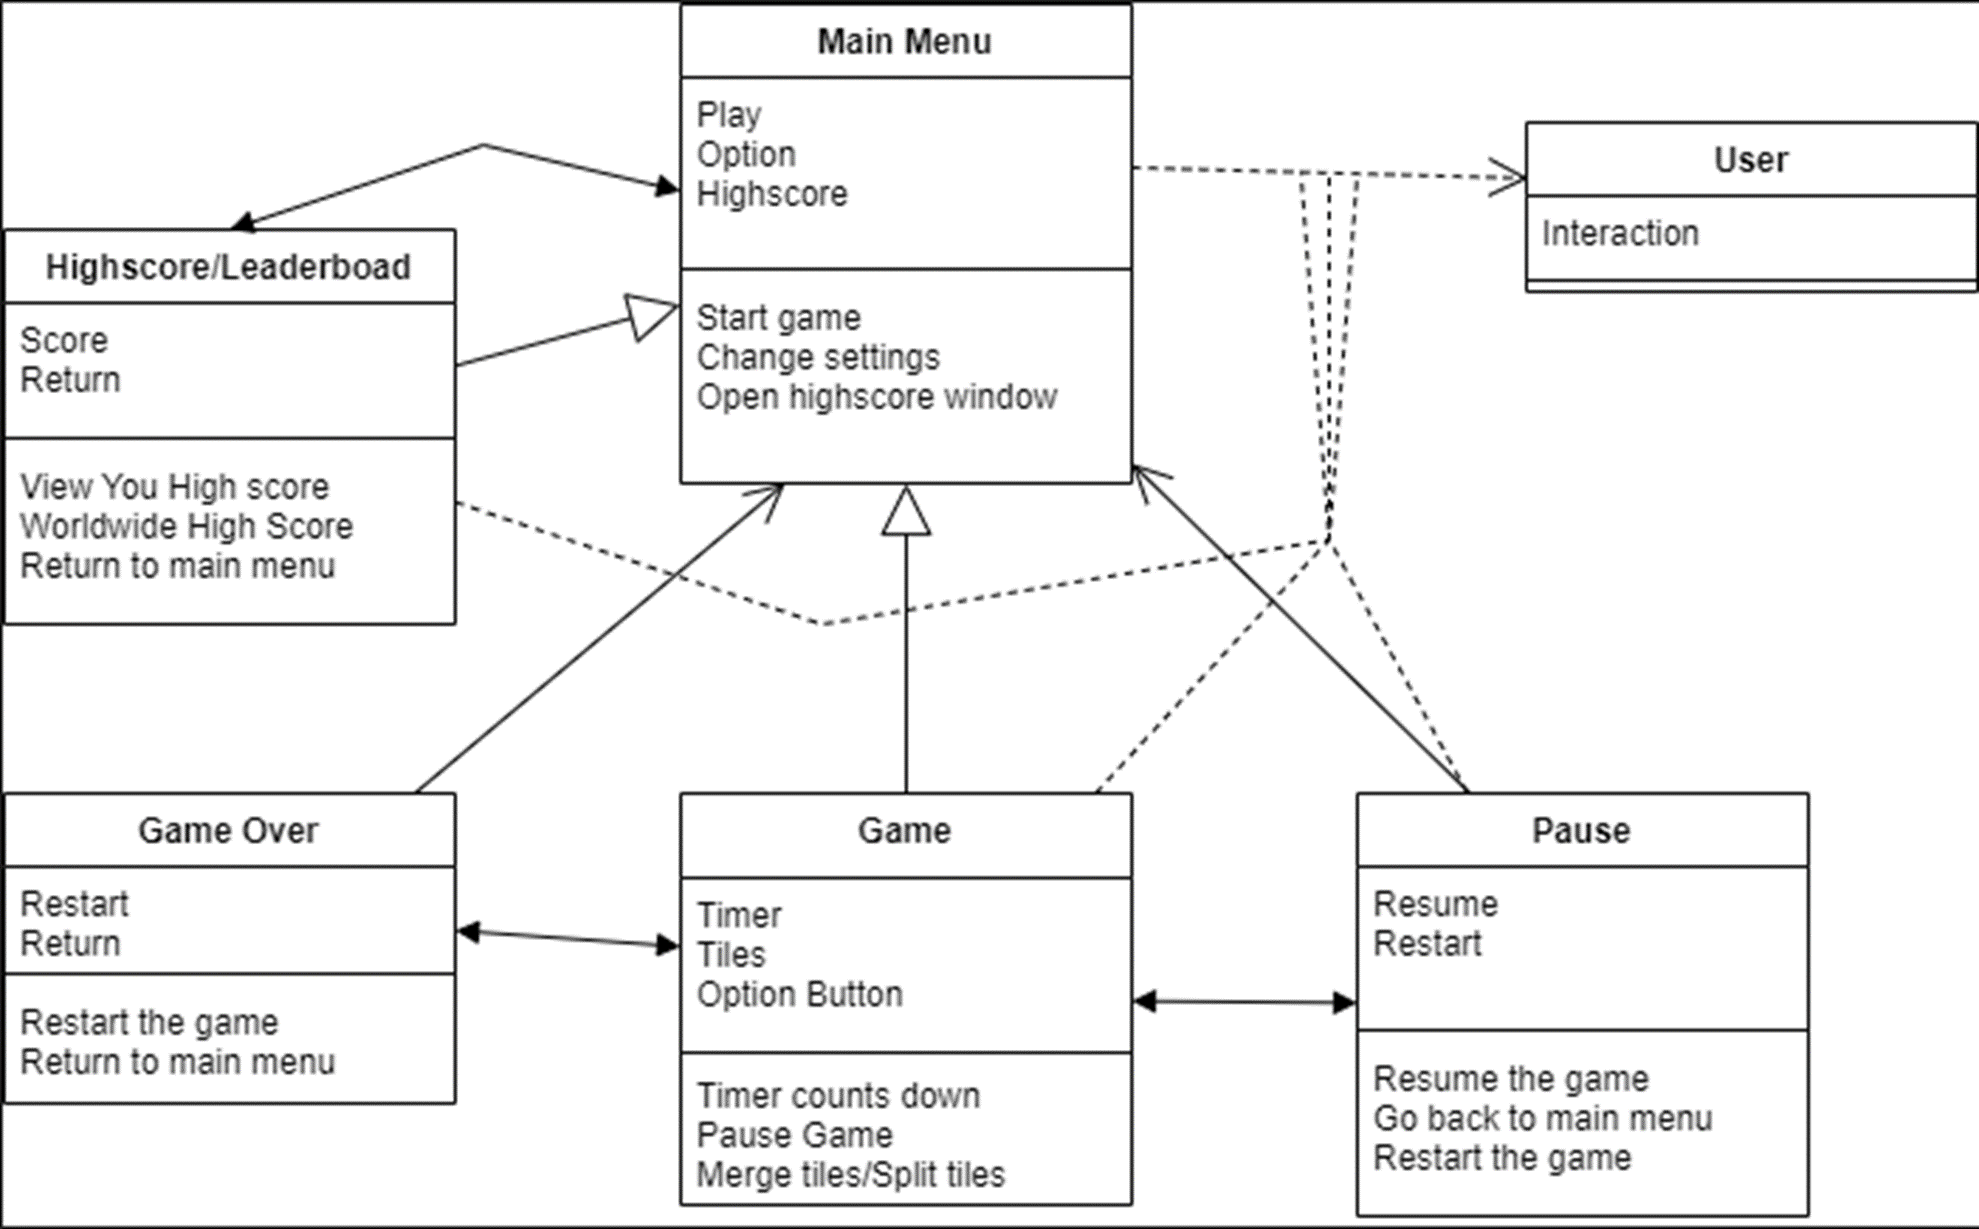 Main Menu
Play
Option
Highscore
Start game
Change settings
Open highscore window
User
Interaction
Highscore/Leaderboad
Score
Return
View You High score
Worldwide High Score
Return to main menu
Game Over
Restart
Return
Restart the game
Return to main menu
Game
Timer
Tiles
Option Button
Timer counts down
Pause Game
Merge tiles/Split tiles
Pause
Resume
Restart
Resume the game
Go back to main menu
Restart the game